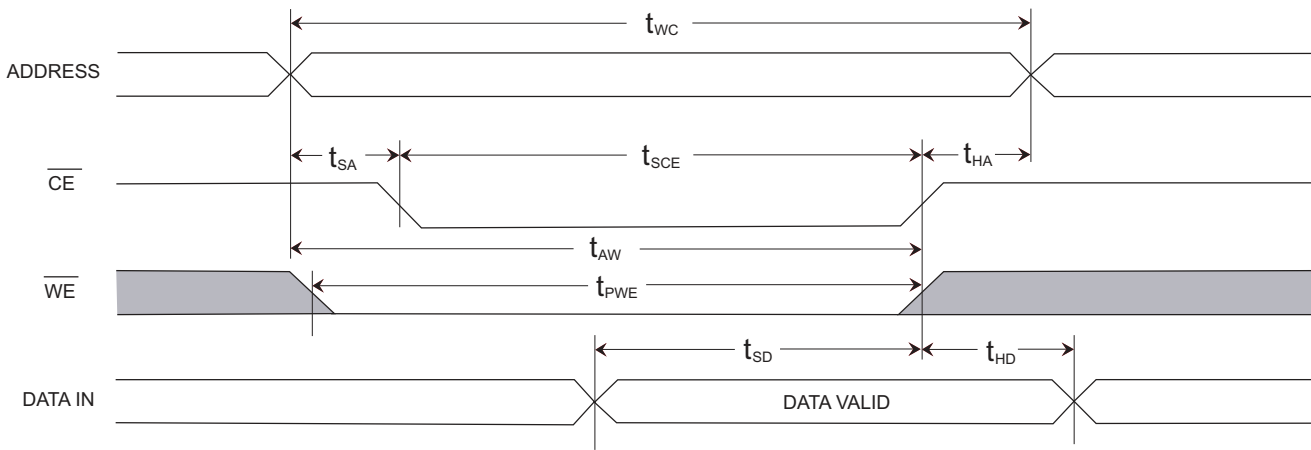 tWC
ADDRESS
tSA tSCE tHA
CE
tAW
WE
tPWE
tSD tHD
DATA IN DATA VALID